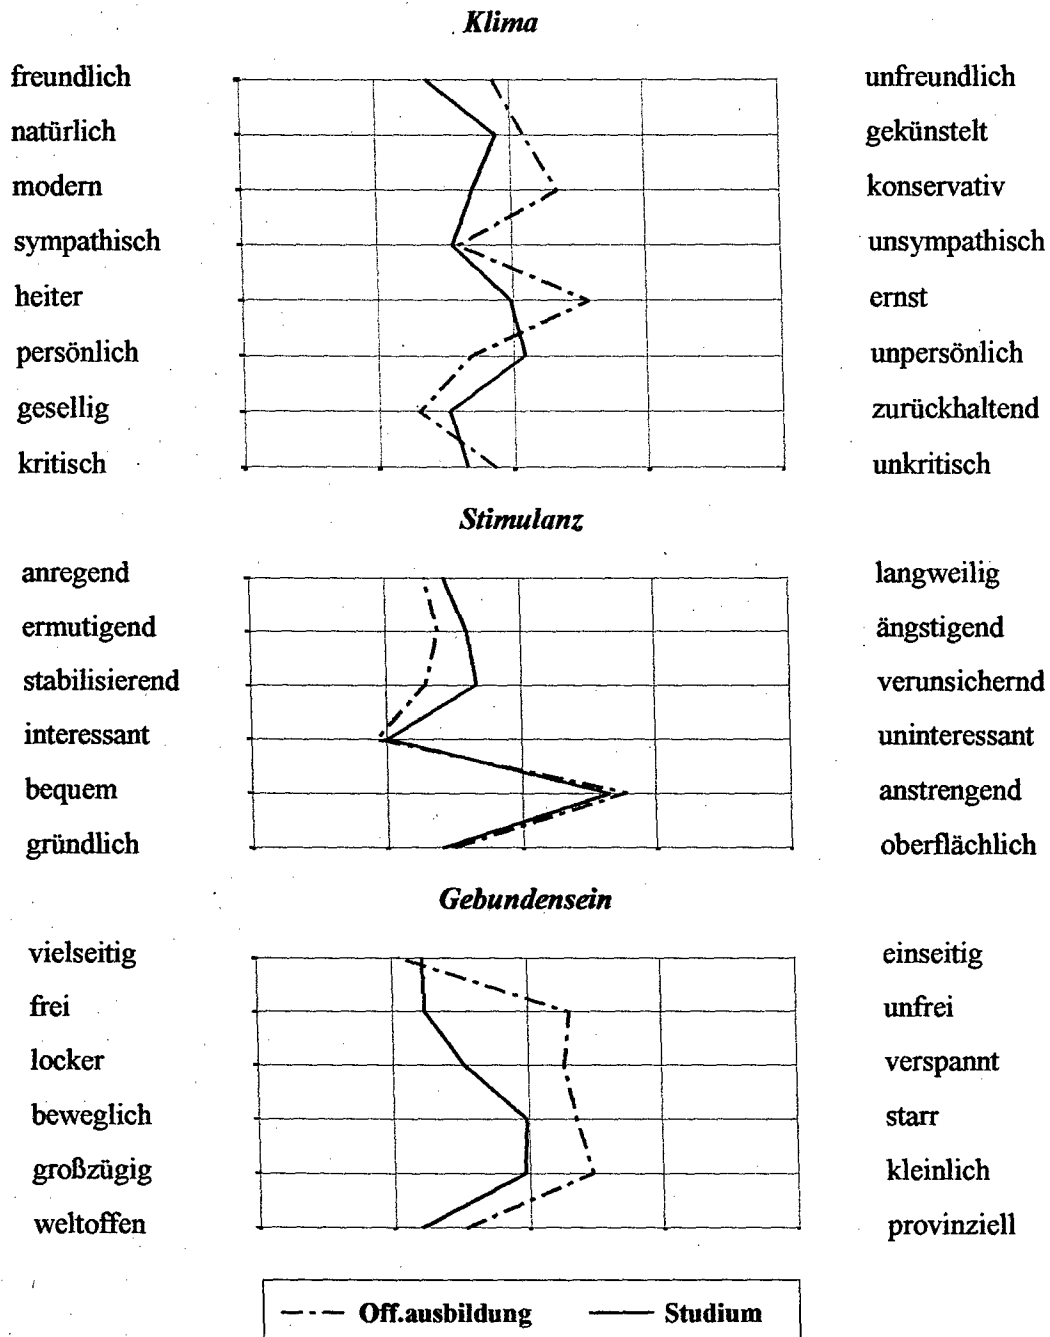 Klima
freundlich unfreundlich
natürlich gekünstelt
modern konservativ
sympathisch unsympathisch
heiter ernst
persönlich unpersönlich
gesellig zurückhaltend
kritisch unkritisch
Stimulanz
anregend langweilig
ermutigend ängstigend
stabilisierend verunsichernd
interessant uninteressant
bequem anstrengend
gründlich oberflächlich
Gebundensein
vielseitig einseitig
frei unfrei
locker verspannt
beweglich starr
großzügig kleinlich
weltoffen provinziell
Off.ausbildung Studium